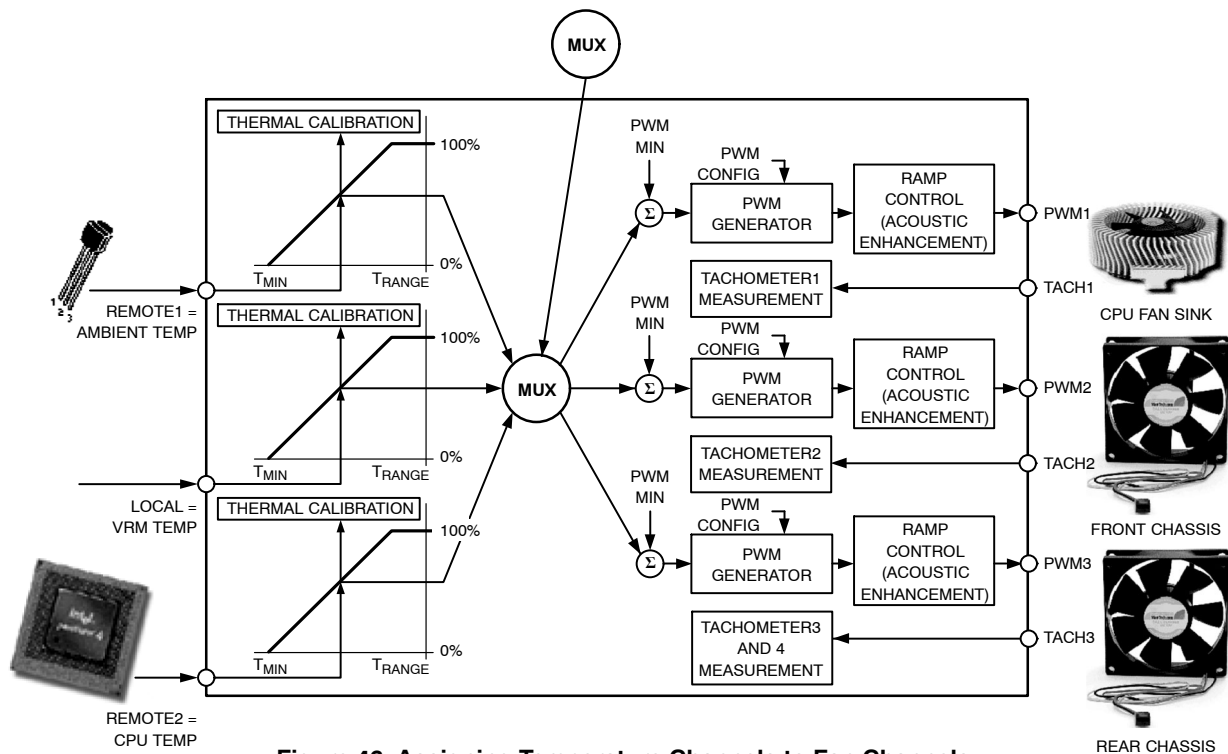 MUX
THERMAL CALIBRATION
100%
0%
TMIN
TRANGE
1
2
3
REMOTE1 =
AMBIENT TEMP
THERMAL CALIBRATION
100%
0%
TMIN
TRANGE
LOCAL =
VRM TEMP
THERMAL CALIBRATION
100%
0%
TMIN
TRANGE
REMOTE2 =
CPU TEMP
MUX
PWM
MIN
Σ
PWM
CONFIG
PWM
GENERATOR
RAMP
CONTROL
(ACOUSTIC
ENHANCEMENT)
PWM1
TACHOMETER1
MEASUREMENT
TACH1
CPU FAN SINK
PWM
MIN
Σ
PWM
CONFIG
PWM
GENERATOR
RAMP
CONTROL
(ACOUSTIC
ENHANCEMENT)
PWM2
TACHOMETER2
MEASUREMENT
TACH2
FRONT CHASSIS
PWM
MIN
Σ
PWM
CONFIG
PWM
GENERATOR
RAMP
CONTROL
(ACOUSTIC
ENHANCEMENT)
PWM3
TACHOMETER3
AND 4
MEASUREMENT
TACH3
REAR CHASSIS